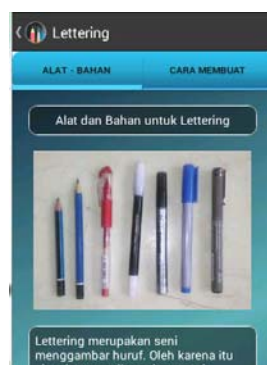 Lettering
ALAT - BAHAN
CARA MEMBUAT
Alat dan Bahan untuk Lettering
Lettering merupakan seni
menggambar huruf. Oleh karena itu